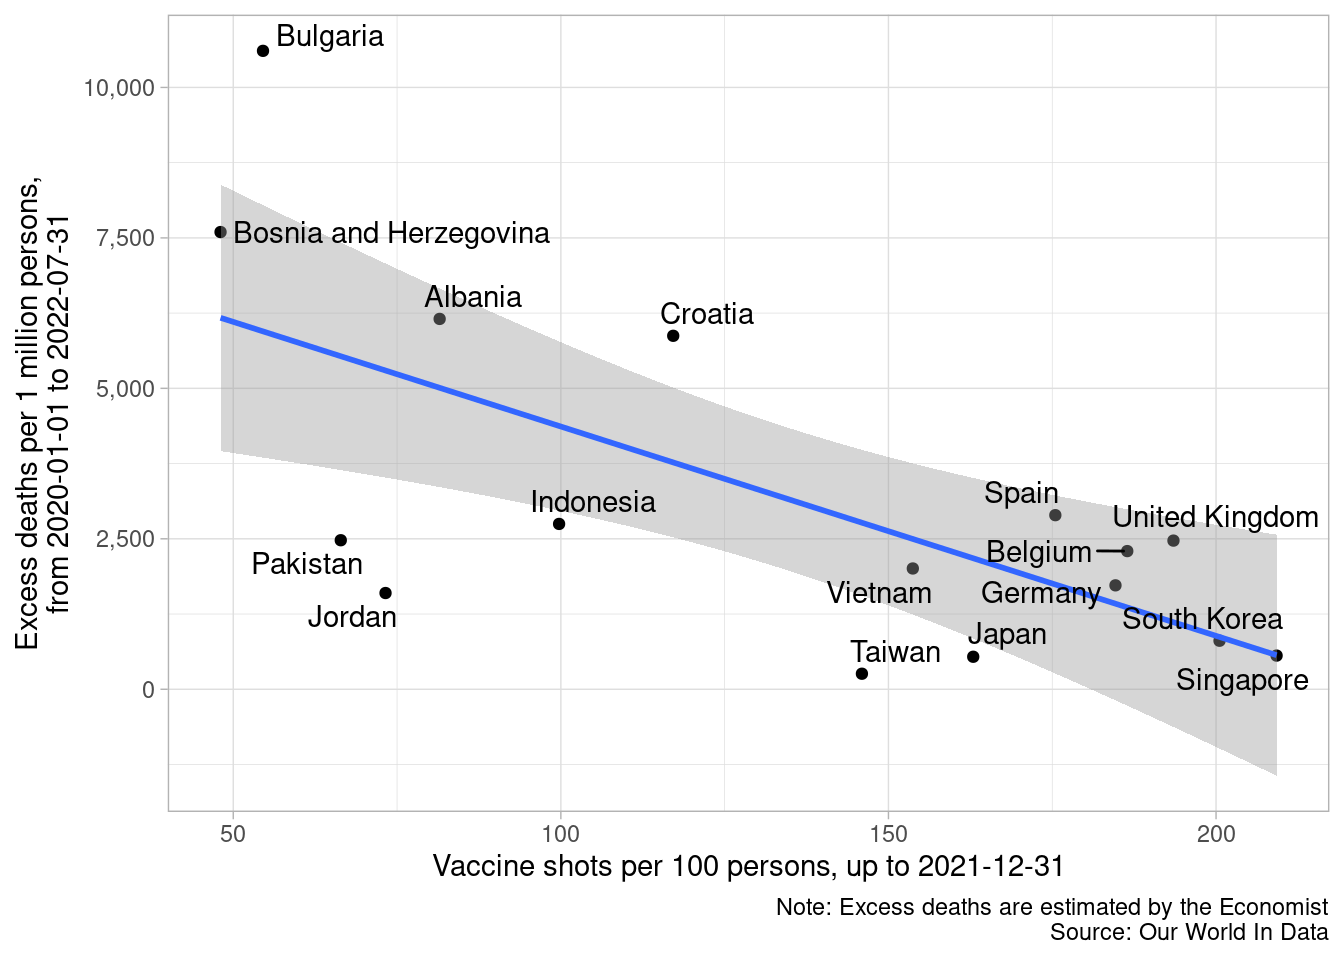 Bulgaria
10,000
7,500
Bosnia and Herzegovina
Albania
Croatia
5,000
Indonesia
Spain
United Kingdom
2,500
Belgium
Pakistan
Vietnam
Germany
Jordan
South Korea
Japan
Taiwan
Singapore
0
Excess deaths per 1 million persons,
from 2020-01-01 to 2022-07-31
50
100
150
200
Vaccine shots per 100 persons, up to 2021-12-31
Note: Excess deaths are estimated by the Economist
Source: Our World In Data